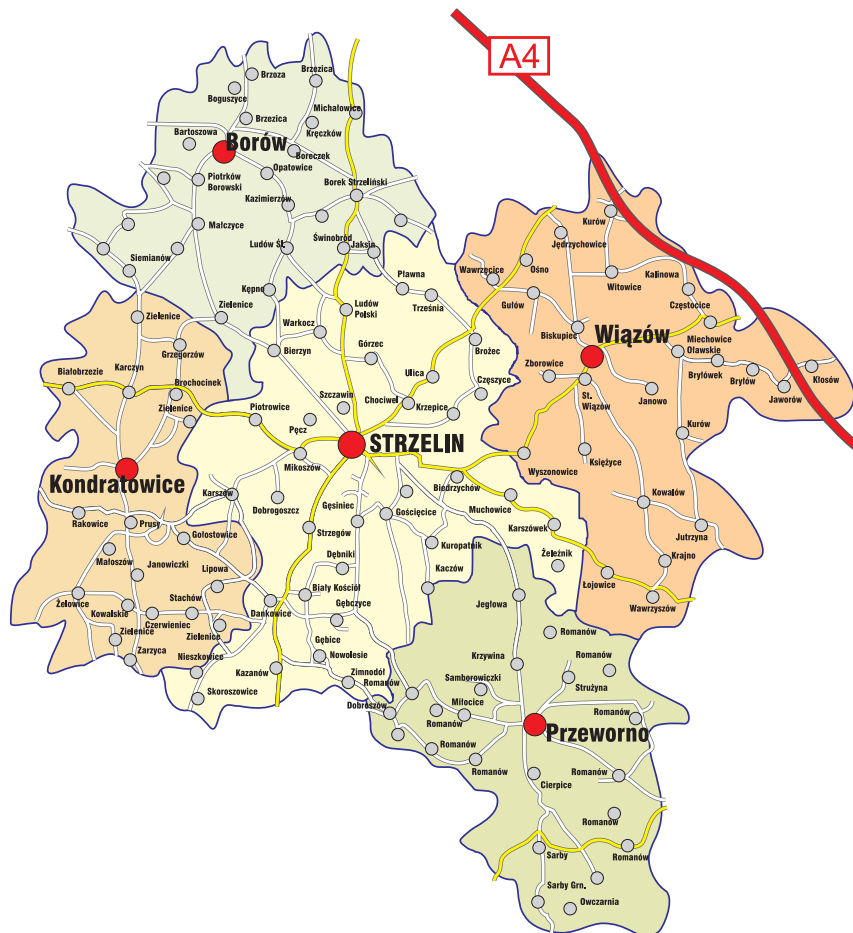 A4
Brzoza
Brzezica
Boguszyce
Michałowice
Brzezica
Kręczków
Bartoszowa
Borów
Boreczek
Opatowice
Piotrków
Borowski
Borek Strzeliński
Kazimierzów
Kurów
Małczyce
Jędrzychowice
Świnobród
Jaksin
Ludów Śl.
Siemianów
Pławna
Wawrzęcice
Ośno
Witowice
Kalinowa
Kępno
Gułów
Częstocice
Zielenice
Zielenice
Ludów
Polski
Trześnia
Warkocz
Biskupiec
Wiązów
Miechowice
Oławskie
Grzegorzów
Bierzyn
Górzec
Brożec
Zborowice
Bryłówek
Bryłów
Kłosów
Białobrzezie
Karczyn
Ulica
Brochocinek
Szczawin
Częszyce
Jaworów
Zielenice
Piotrowice
Chociwel
Krzepice
St.
Wiązów
Janowo
Pęcz
STRZELIN
Kurów
Mikoszów
Wyszonowice
Księżyce
Kondratowice
Biedrzychów
Karszów
Dobrogoszcz
Gęsiniec
Gościęcice
Muchowice
Kowalów
Rakowice
Prusy
Strzegów
Karszówek
Gołostowice
Kuropatnik
Jutrzyna
Małoszów
Janowiczki
Lipowa
Dębniki
Kaczów
Żeleźnik
Krajno
Żelowice
Stachów
Biały Kościół
Jegłowa
Łojowice
Kowalskie
Czerwieniec
Dankowice
Gębczyce
Wawrzyszów
Zielenice
Zielenice
Gębice
Romanów
Zarzyca
Nieszkowice
Nowolesie
Krzywina
Romanów
Kazanów
Zimnodół
Samborowiczki
Strużyna
Skoroszowice
Romanów
Miłocice
Dobroszów
Romanów
Romanów
Przeworno
Romanów
Romanów
Romanów
Cierpice
Romanów
Sarby
Romanów
Sarby Grn.
Owczarnia